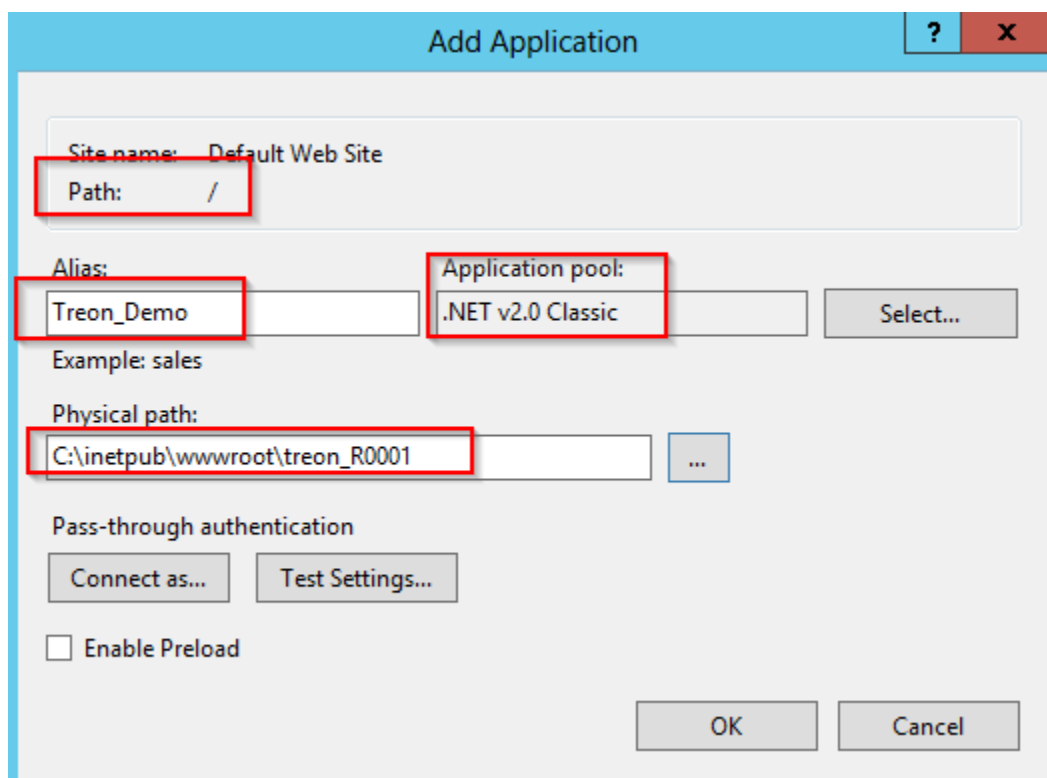 Add Application
?
x
Site name: Default Web Site
Path: /
Alias:
Application pool:
Treon_Demo
.NET v2.0 Classic
Select...
Example: sales
Physical path:
C:\inetpub\wwwroot\treon_R0001
...
Pass-through authentication
Connect as...
Test Settings...
Enable Preload
OK
Cancel